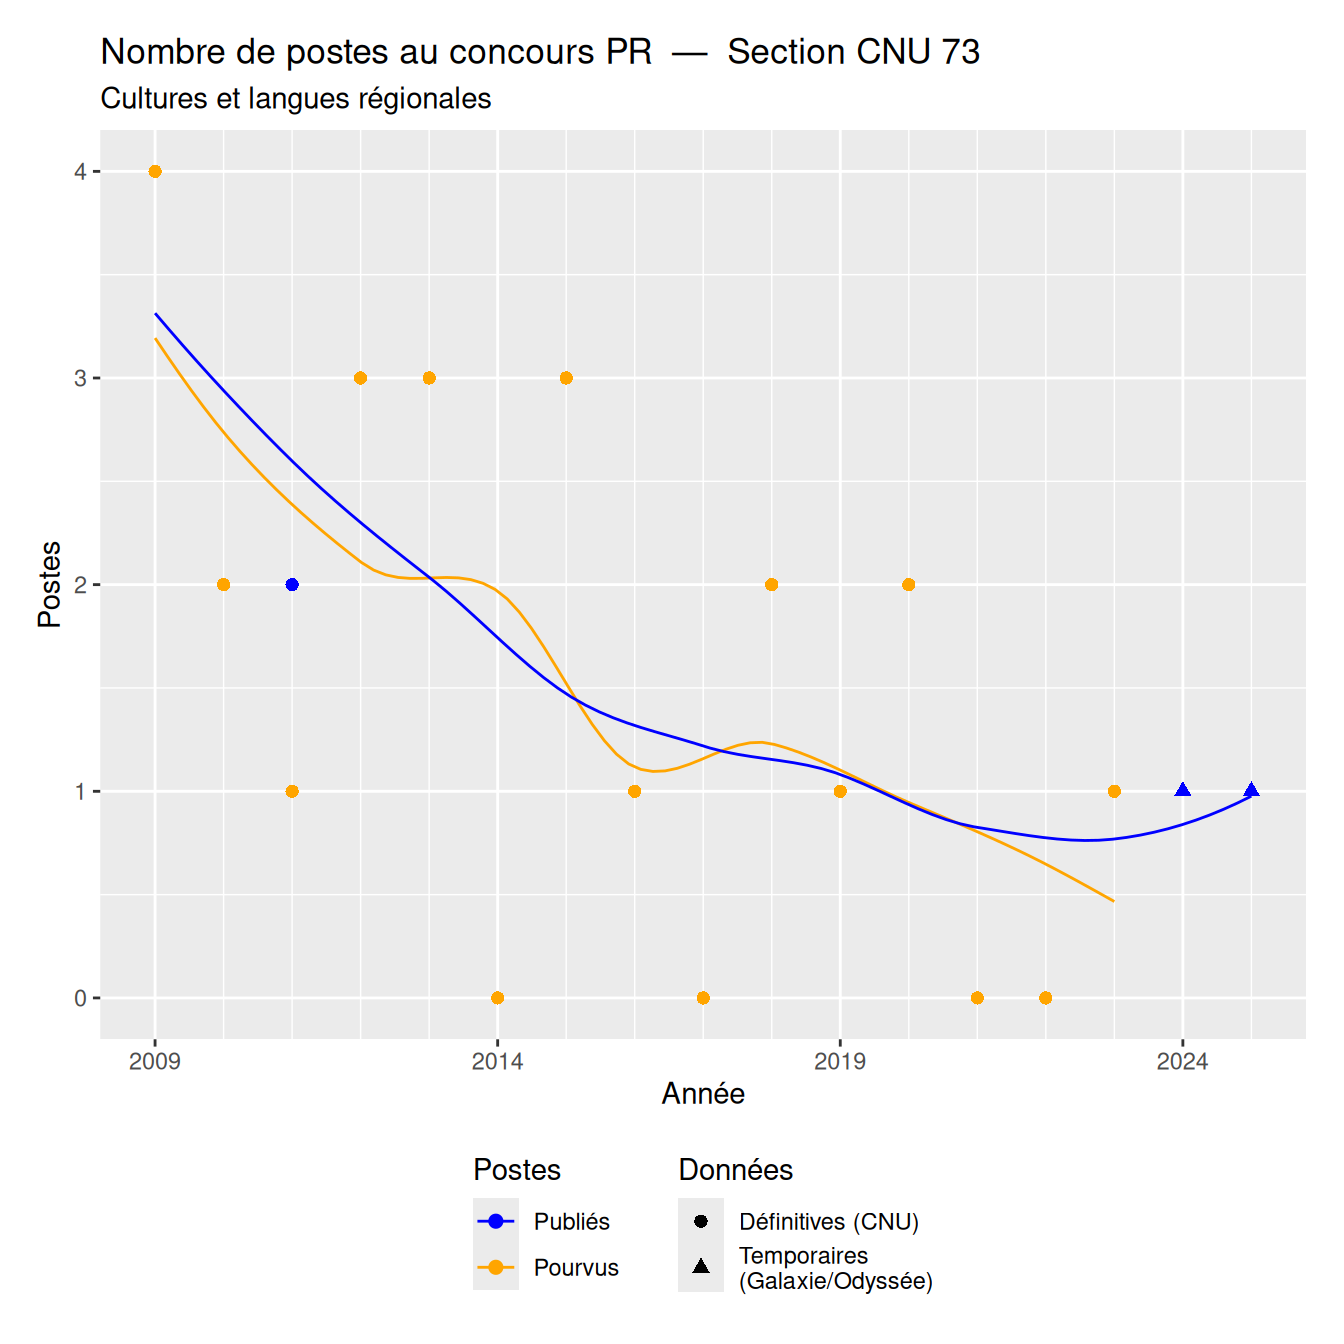 Nombre de postes au concours PR — Section CNU 73
Cultures et langues régionales
Postes
4
3
2
1
0
2009 2014 2019 2024
Année
Postes Données
Publiés Définitives (CNU)
Pourvus Temporaires
(Galaxie/Odyssée)